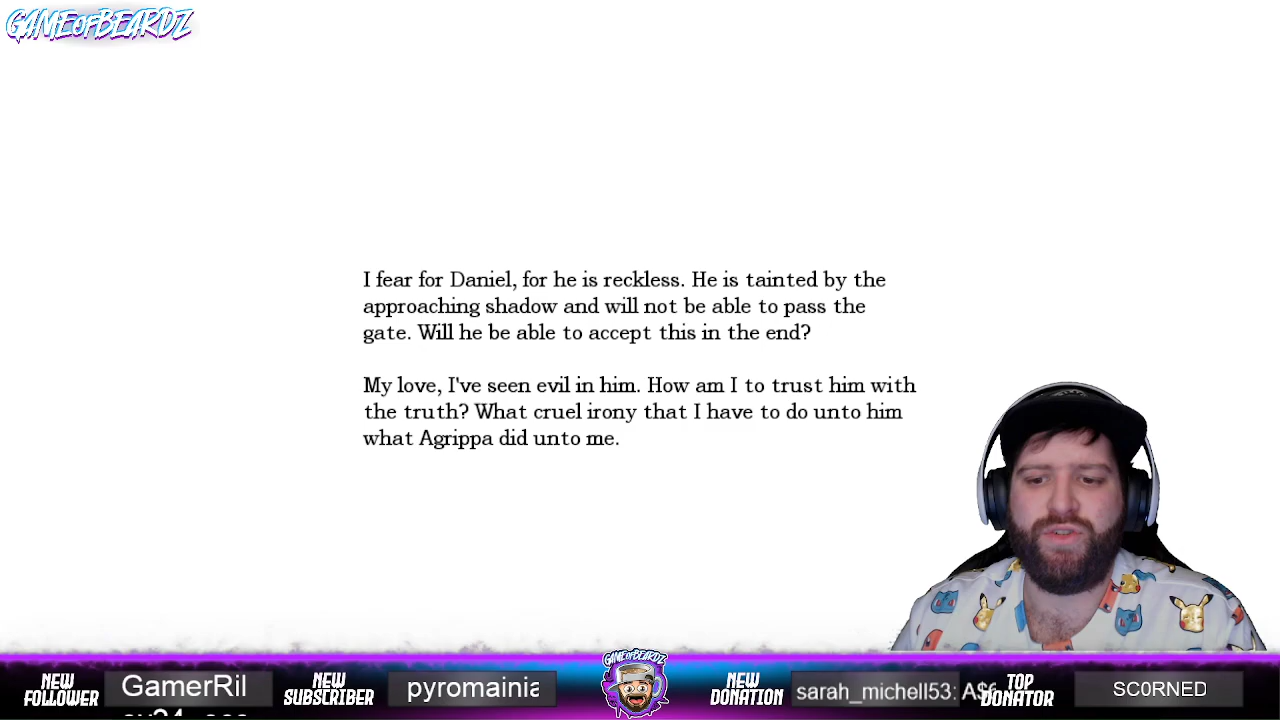 GAMEOFBEARDZ
I fear for Daniel, for he is reckless. He is tainted by the
approaching shadow and will not be able to pass the
gate. Will he be able to accept this in the end?
My love, I've seen evil in him. How am I to trust him with
the truth? What cruel irony that I have to do unto him
what Agrippa did unto me.
GAMEOFBEARDZ
NEW
FOLLOWER
GamerRil
NEW
SUBSCRIBER
pyromainia
NEW
DONATION
sarah_michell53: A$6
TOP
DONATOR
SC0RNED